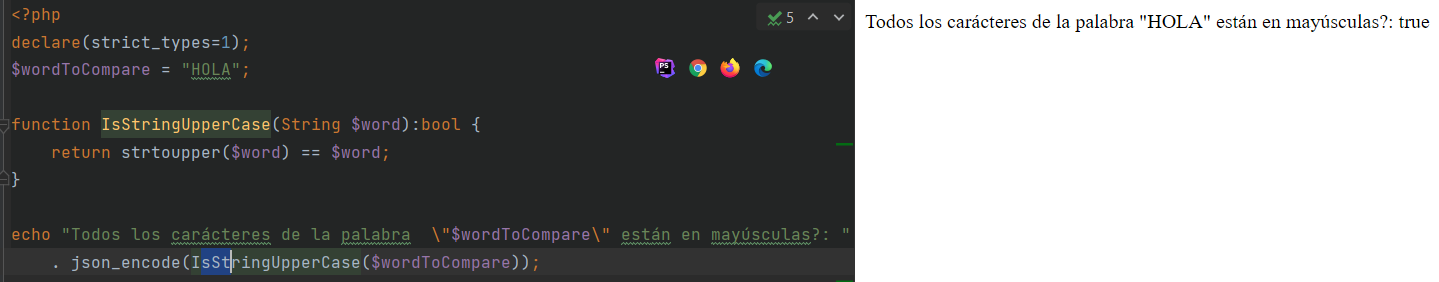 <?php
5
declare(strict_types=1);
$wordToCompare = "HOLA";
PS
function IsStringUpperCase(String $word):bool {
return strtoupper($word) == $word;
}
echo "Todos los carácteres de la palabra  \"$wordToCompare\" están en mayúsculas?: "
. json_encode(IsStringUpperCase($wordToCompare));
Todos los carácteres de la palabra "HOLA" están en mayúsculas?: true